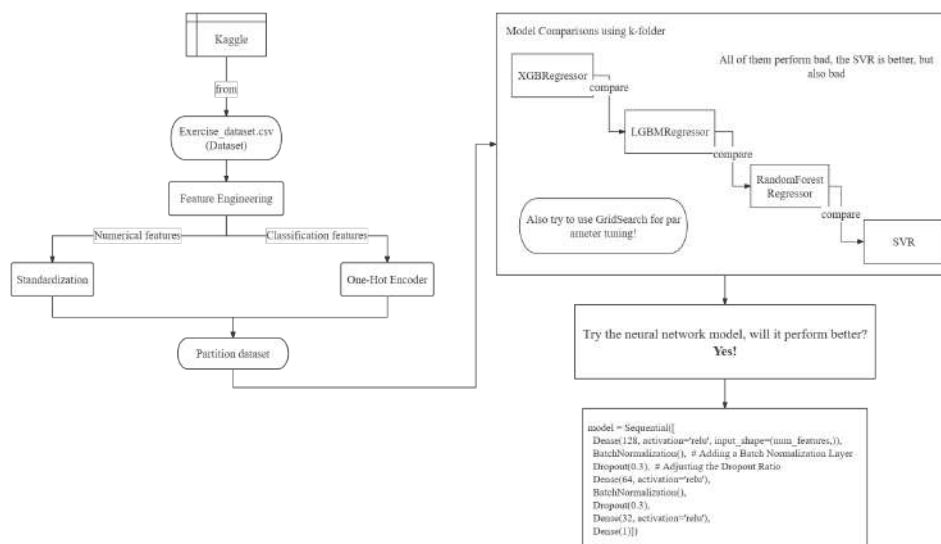 Kaggle
from
Exercise_dataset.csv
(Dataset)
Feature Engineering
Numerical features
Classification features
Standardization
One-Hot Encoder
Partition dataset
Model Comparisons using k-folder
All of them perform bad, the SVR is better, but
also bad
XGBRegressor
compare
LGBMRegressor
compare
RandomForest
Regressor
compare
SVR
Also try to use GridSearch for par
ameter tuning!
Try the neural network model, will it perform better?
Yes!
model = Sequential([
Dense(128, activation='relu', input_shape=(num_features,)),
BatchNormalization(), # Adding a Batch Normalization Layer
Dropout(0.3), # Adjusting the Dropout Ratio
Dense(64, activation='relu'),
BatchNormalization(),
Dropout(0.3),
Dense(32, activation='relu'),
Dense(1)])